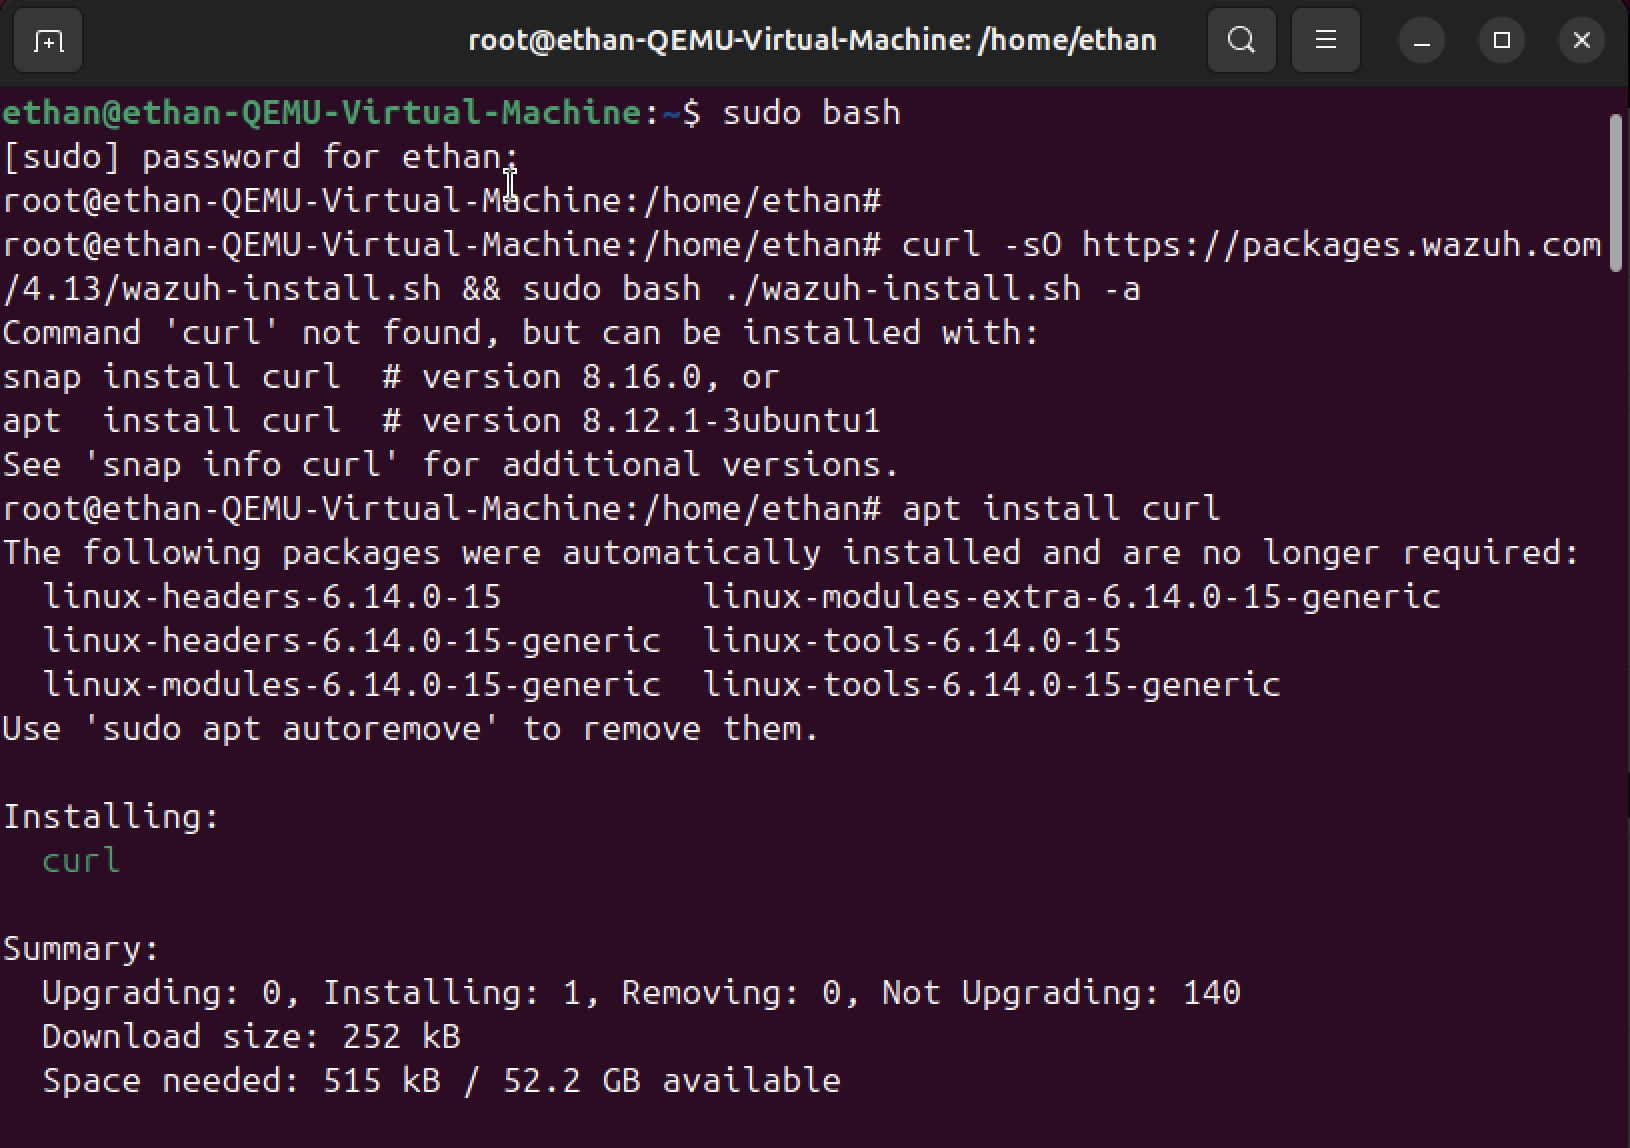 root@ethan-QEMU-Virtual-Machine: /home/ethan
ethan@ethan-QEMU-Virtual-Machine:~$ sudo bash
[sudo] password for ethan:
root@ethan-QEMU-Virtual-Machine:/home/ethan#
root@ethan-QEMU-Virtual-Machine:/home/ethan# curl -sO https://packages.wazuh.com
/4.13/wazuh-install.sh && sudo bash ./wazuh-install.sh -a
Command 'curl' not found, but can be installed with:
snap install curl  # version 8.16.0, or
apt  install curl  # version 8.12.1-3ubuntu1
See 'snap info curl' for additional versions.
root@ethan-QEMU-Virtual-Machine:/home/ethan# apt install curl
The following packages were automatically installed and are no longer required:
  linux-headers-6.14.0-15          linux-modules-extra-6.14.0-15-generic
  linux-headers-6.14.0-15-generic  linux-tools-6.14.0-15
  linux-modules-6.14.0-15-generic  linux-tools-6.14.0-15-generic
Use 'sudo apt autoremove' to remove them.
Installing:
  curl
Summary:
  Upgrading: 0, Installing: 1, Removing: 0, Not Upgrading: 140
  Download size: 252 kB
  Space needed: 515 kB / 52.2 GB available